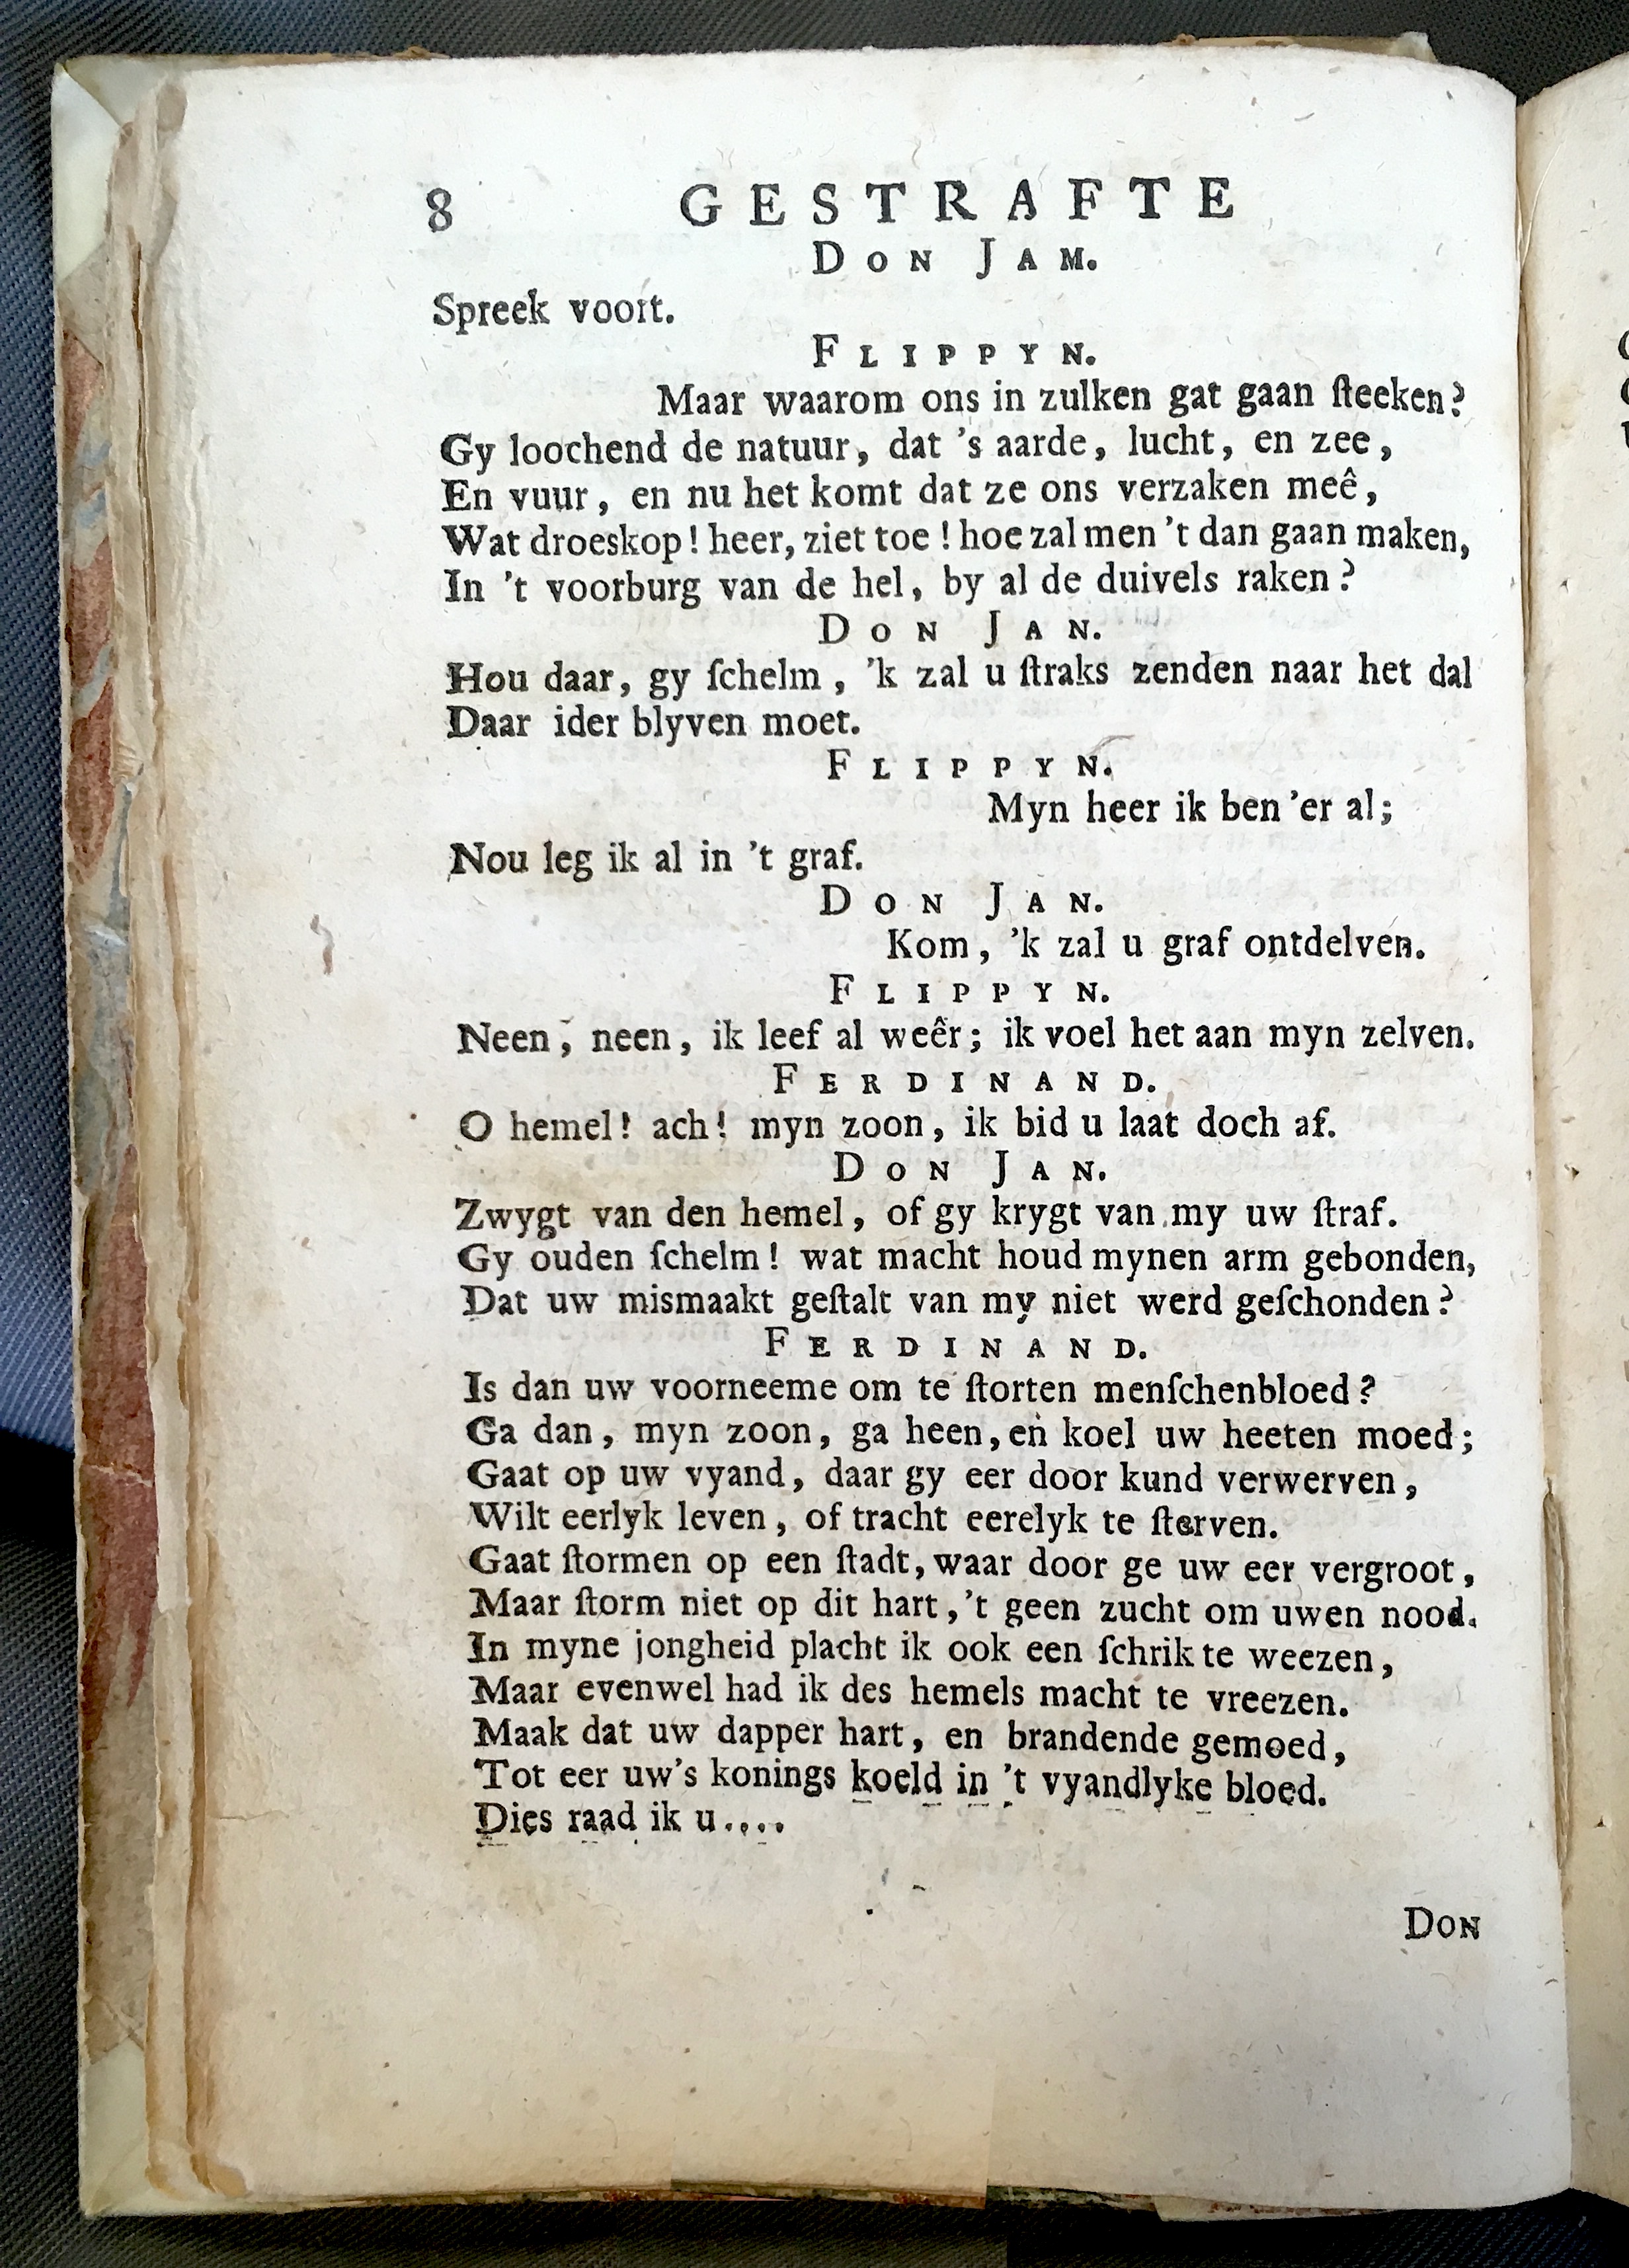 8 GESTRAFTE
DON JAM.
Spreek voort.
FLIPPYN.
Maar waarom ons in zulken gat gaan ſteeken?
Gy loochend de natuur, dat 's aarde, lucht, en zee,
En vuur, en nu het komt dat ze ons verzaken meê,
Wat droeskop! heer, ziet toe! hoe zal men 't dan gaan maken,
In 't voorburg van de hel, by al de duivels raken?
DON JAN.
Hou daar, gy ſchelm, 'k zal u ſtraks zenden naar het dal
Daar ider blyven moet.
FLIPPYN.
Myn heer ik ben 'er al;
Nou leg ik al in 't graf.
DON JAN.
Kom, 'k zal u graf ontdelven.
FLIPPYN.
Neen, neen, ik leef al weêr; ik voel het aan myn zelven.
FERDINAND.
O hemel! ach! myn zoon, ik bid u laat doch af.
DON JAN.
Zwygt van den hemel, of gy krygt van my uw ſtraf.
Gy ouden ſchelm! wat macht houd mynen arm gebonden,
Dat uw mismaakt geſtalt van my niet werd geſchonden?
FERDINAND.
Is dan uw voorneeme om te ſtorten menſchenbloed?
Ga dan, myn zoon, ga heen, en koel uw heeten moed;
Gaat op uw vyand, daar gy eer door kund verwerven,
Wilt eerlyk leven, of tracht eerelyk te ſterven.
Gaat ſtormen op een ſtadt, waar door ge uw eer vergroot,
Maar ſtorm niet op dit hart, 't geen zucht om uwen nood.
In myne jongheid placht ik ook een ſchrik te weezen,
Maar evenwel had ik des hemels macht te vreezen.
Maak dat uw dapper hart, en brandende gemoed,
Tot eer uw's konings koeld in 't vyandlyke bloed.
Dies raad ik u....
DON